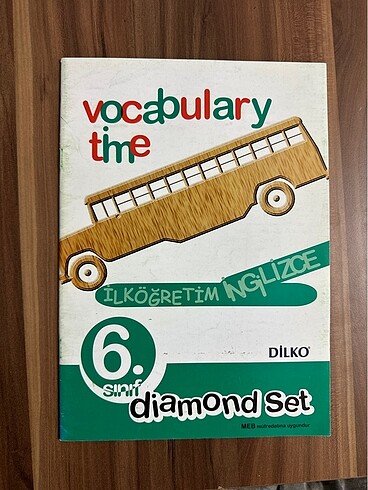 vocabulary
time
İLKÖĞRETİM İNGİLİZCE
6.
sınıf
DİLKO®
diamond set
MEB müfredatına uygundur